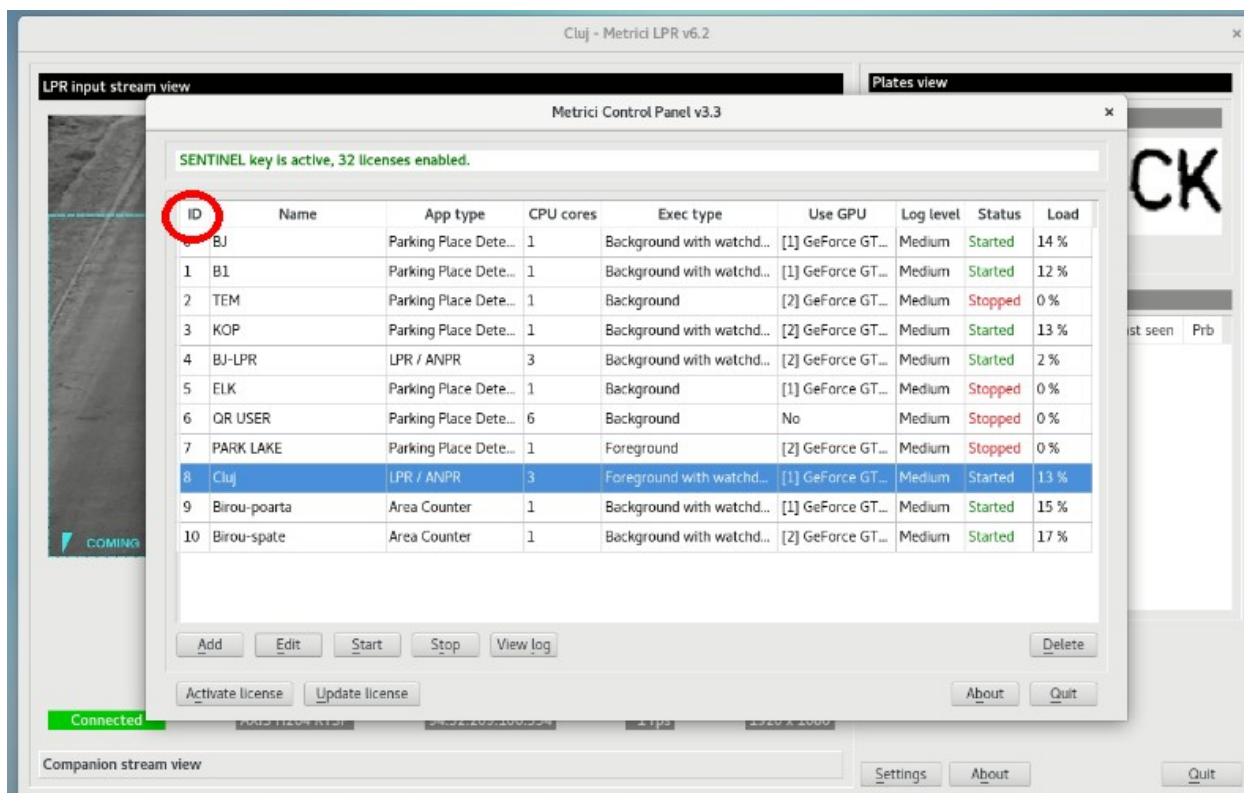 Cluj - Metrici LPR v6.2 ×
LPR input stream view
Plates view
Metrici Control Panel v3.3 ×
SENTINEL key is active, 32 licenses enabled.
CK
ID Name App type CPU cores Exec type Use GPU Log level Status Load
BJ Parking Place Dete... 1 Background with watchd... [1] GeForce GT... Medium Started 14 %
1 B1 Parking Place Dete... 1 Background with watchd... [1] GeForce GT... Medium Started 12 %
2 TEM Parking Place Dete... 1 Background [2] GeForce GT... Medium Stopped 0 %
3 KOP Parking Place Dete... 1 Background with watchd... [2] GeForce GT... Medium Started 13 %
st seen Prb
4 BJ-LPR LPR / ANPR 3 Background with watchd... [2] GeForce GT... Medium Started 2 %
5 ELK Parking Place Dete... 1 Background [1] GeForce GT... Medium Stopped 0 %
6 QR USER Parking Place Dete... 6 Background No Medium Stopped 0 %
7 PARK LAKE Parking Place Dete... 1 Foreground [2] GeForce GT... Medium Stopped 0 %
8 Cluj LPR / ANPR 3 Foreground with watchd... [1] GeForce GT... Medium Started 13 %
9 Birou-poarta Area Counter 1 Background with watchd... [1] GeForce GT... Medium Started 15 %
10 Birou-spate Area Counter 1 Background with watchd... [2] GeForce GT... Medium Started 17 %
COMING
Add Edit Start Stop View log Delete
Activate license Update license About Quit
Connected
Companion stream view
Settings About Quit